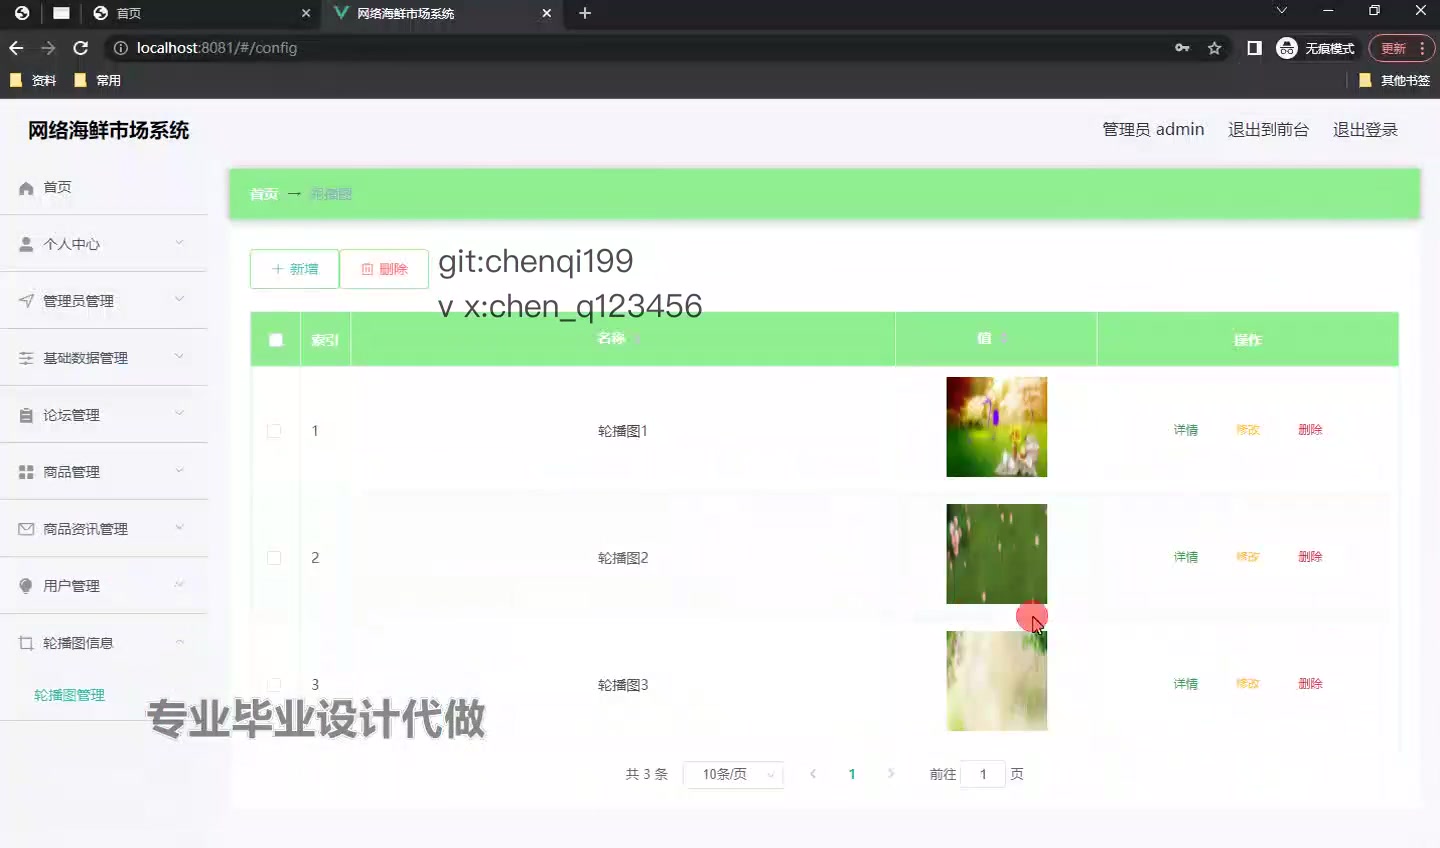 首页
网络海鲜市场系统
localhost:8081/#/config
无痕模式
更新
资料
常用
其他书签
网络海鲜市场系统
管理员 admin
退出到前台
退出登录
首页
首页 → 轮播图
个人中心
新增
删除
git:chenqi199
v x:chen_q123456
管理员管理
索引
名称
值
操作
基础数据管理
论坛管理
1
轮播图1
详情
修改
删除
商品管理
商品资讯管理
2
轮播图2
详情
修改
删除
用户管理
轮播图信息
3
轮播图3
详情
修改
删除
轮播图管理
专业毕业设计代做
共 3 条
10条/页
1
前往 1 页